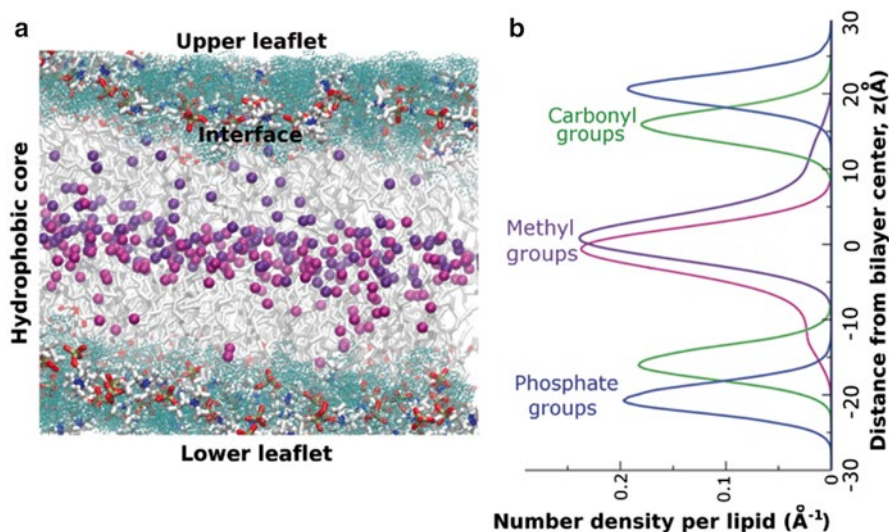 a
Upper leaflet
Interface
Hydrophobic core
Lower leaflet
b
Carbonyl
groups
Methyl
groups
Phosphate
groups
30
20
10
0
-10
-20
-30
Distance from bilayer center, z(Å)
0.2
0.1
0
Number density per lipid (Å⁻¹)